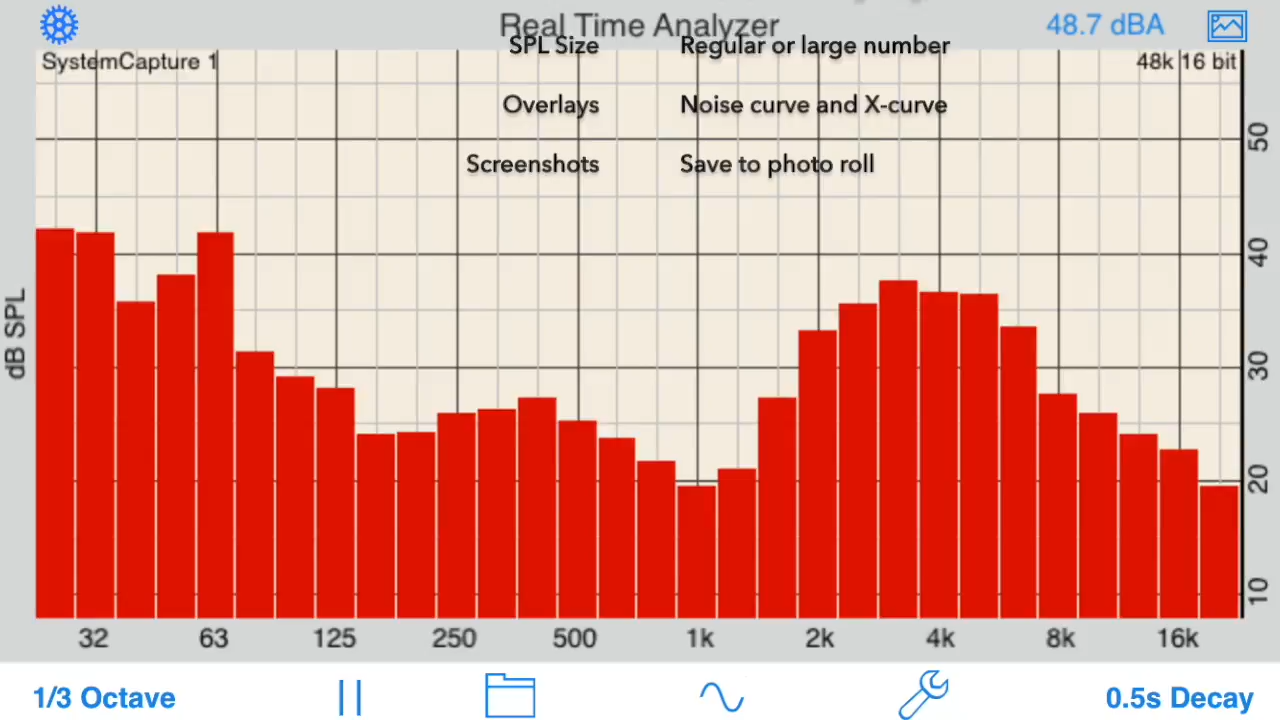 Real Time Analyzer
48.7 dBA
SPL Size Regular or large number
SystemCapture 1
48k 16 bit
Overlays Noise curve and X-curve
Screenshots Save to photo roll
50
40
30
20
10
dB SPL
32 63 125 250 500 1k 2k 4k 8k 16k
1/3 Octave
0.5s Decay